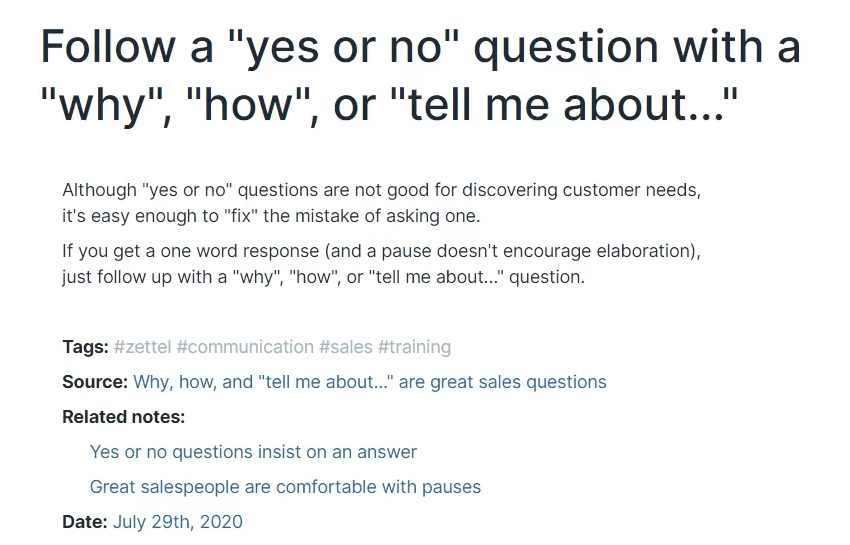 Follow a "yes or no" question with a
"why", "how", or "tell me about..."
Although "yes or no" questions are not good for discovering customer needs,
it's easy enough to "fix" the mistake of asking one.
If you get a one word response (and a pause doesn't encourage elaboration),
just follow up with a "why", "how", or "tell me about..." question.
Tags: #zettel #communication #sales #training
Source: Why, how, and "tell me about..." are great sales questions
Related notes:
Yes or no questions insist on an answer
Great salespeople are comfortable with pauses
Date: July 29th, 2020